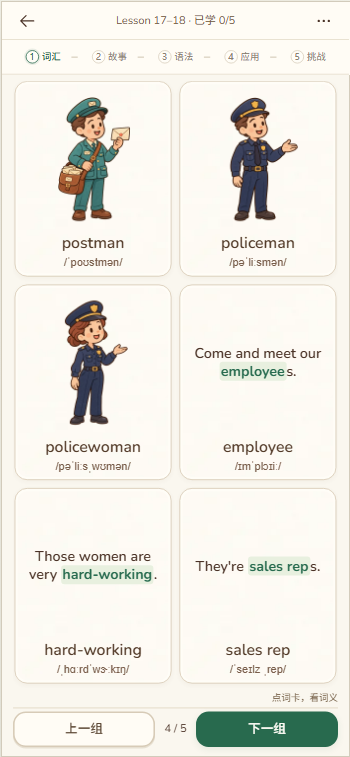 Lesson 17–18 · 已学 0/5
1 词汇 – 2 故事 – 3 语法 – 4 应用 – 5 挑战
postman
/ˈpoʊstmən/
policeman
/pəˈliːsmən/
policewoman
/pəˈliːsˌwʊmən/
Come and meet our
employees.
employee
/ɪmˈplɔɪiː/
Those women are
very hard-working.
hard-working
/ˌhɑːrdˈwɝːkɪŋ/
They're sales reps.
sales rep
/ˈseɪlz ˌrep/
点词卡，看词义
上一组
4 / 5
下一组